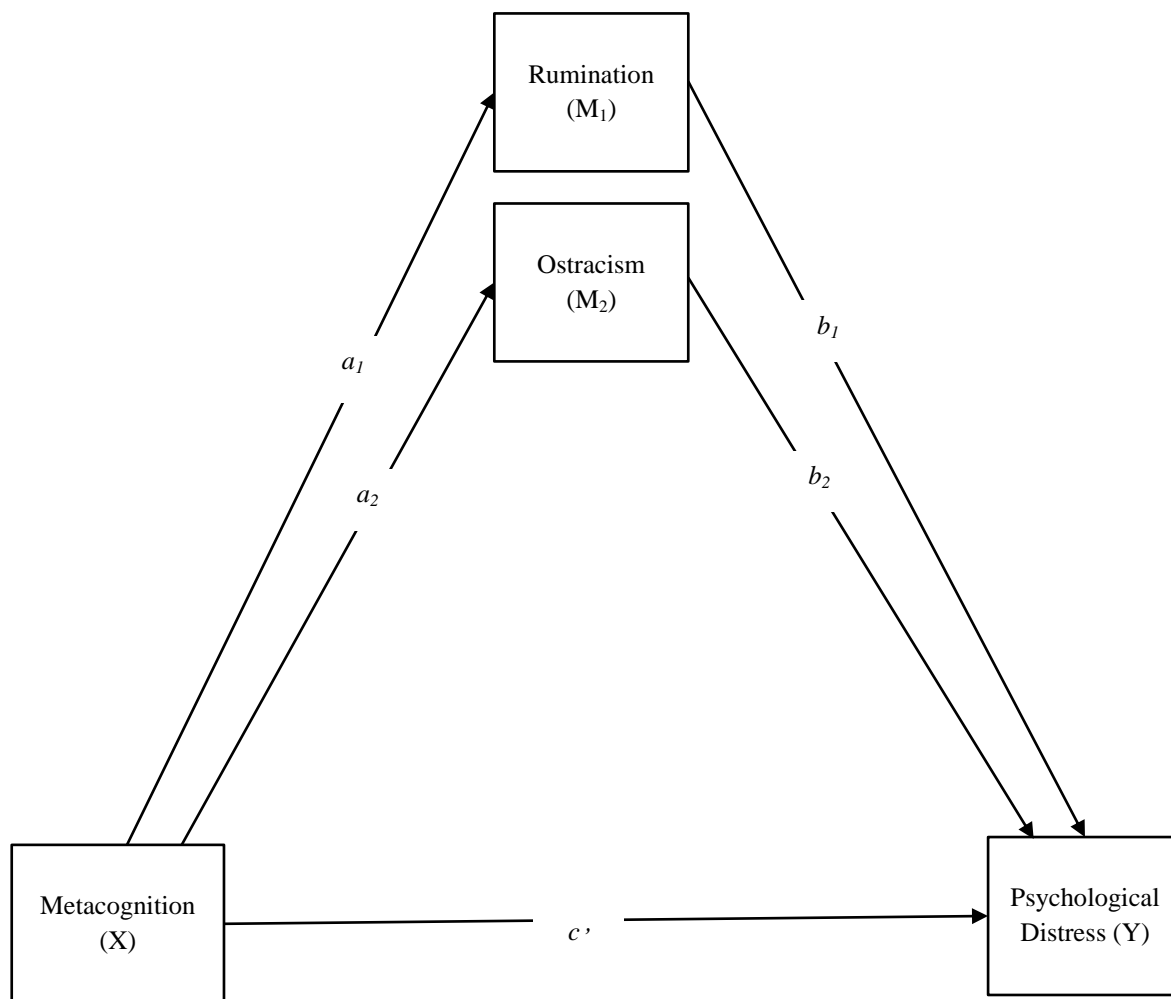 Rumination
(M₁)
Ostracism
(M₂)
b₁
a₁
b₂
a₂
Metacognition
(X)
c’
Psychological
Distress (Y)